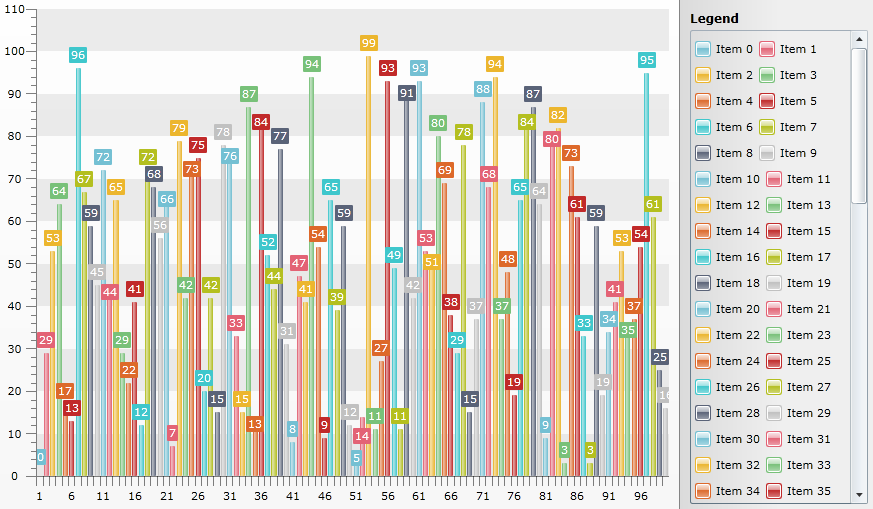 110
100
90
80
70
60
50
40
30
20
10
0
0 29 53 64 17 13 96 67 59 45
72 44 65 29 22 41 12 72 68 56
66 7 79 42 73 75 20 42 15 78
76 33 15 87 13 84 52 44 77 31
8 47 41 94 54 9 65 39 59 12
5 14 99 11 27 93 49 11 91 42
93 53 51 80 69 38 29 78 15 37
88 68 94 37 48 19 65 84 87 64
9 80 82 3 73 61 33 3 59 19
34 41 53 35 37 54 95 61 25 16
1 6 11 16 21 26 31 36 41 46 51 56 61 66 71 76 81 86 91 96
Legend
Item 0 Item 1
Item 2 Item 3
Item 4 Item 5
Item 6 Item 7
Item 8 Item 9
Item 10 Item 11
Item 12 Item 13
Item 14 Item 15
Item 16 Item 17
Item 18 Item 19
Item 20 Item 21
Item 22 Item 23
Item 24 Item 25
Item 26 Item 27
Item 28 Item 29
Item 30 Item 31
Item 32 Item 33
Item 34 Item 35